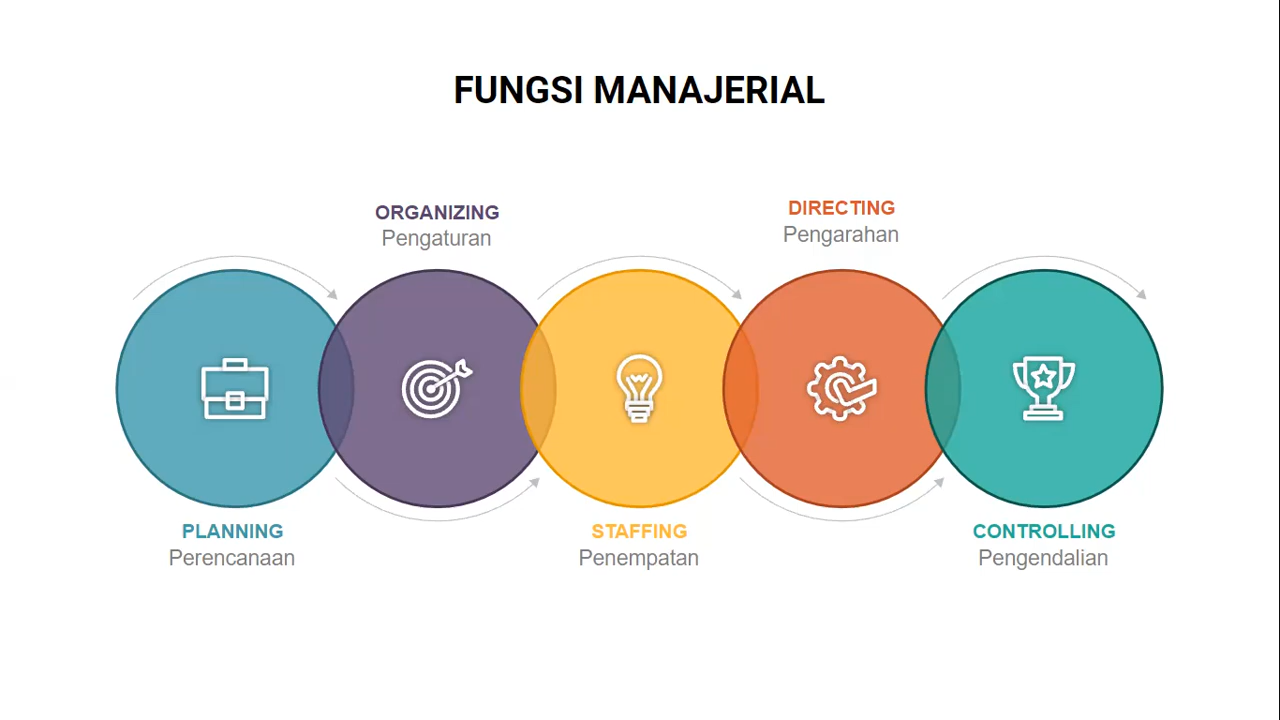 FUNGSI MANAJERIAL
ORGANIZING
Pengaturan
DIRECTING
Pengarahan
PLANNING
Perencanaan
STAFFING
Penempatan
CONTROLLING
Pengendalian